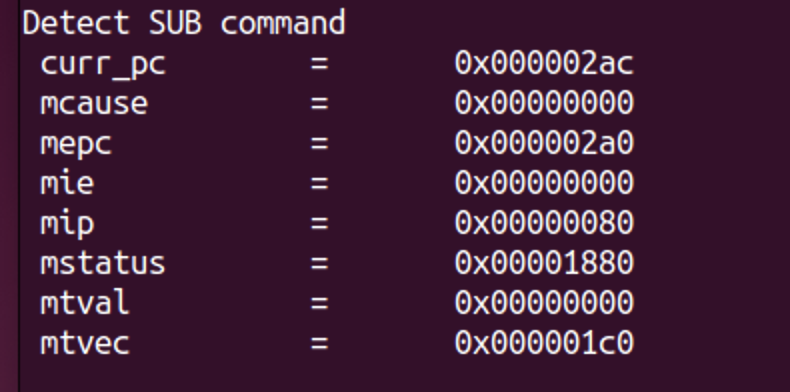 Detect SUB command
curr_pc = 0x000002ac
mcause = 0x00000000
mepc = 0x000002a0
mie = 0x00000000
mip = 0x00000080
mstatus = 0x00001880
mtval = 0x00000000
mtvec = 0x000001c0